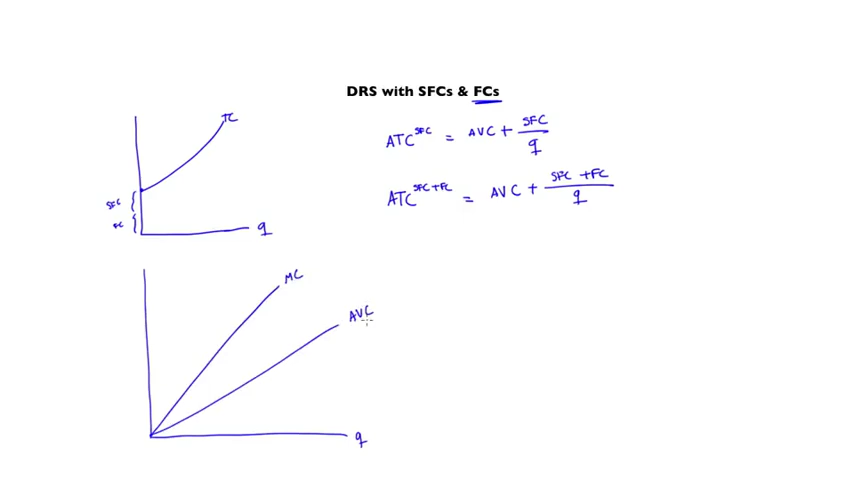 DRS with SFCs & FCs
TC
ATC^SFC = AVC + SFC/q
ATC^SFC+FC = AVC + SFC + FC/q
SFC
FC
q
MC
AVC
q